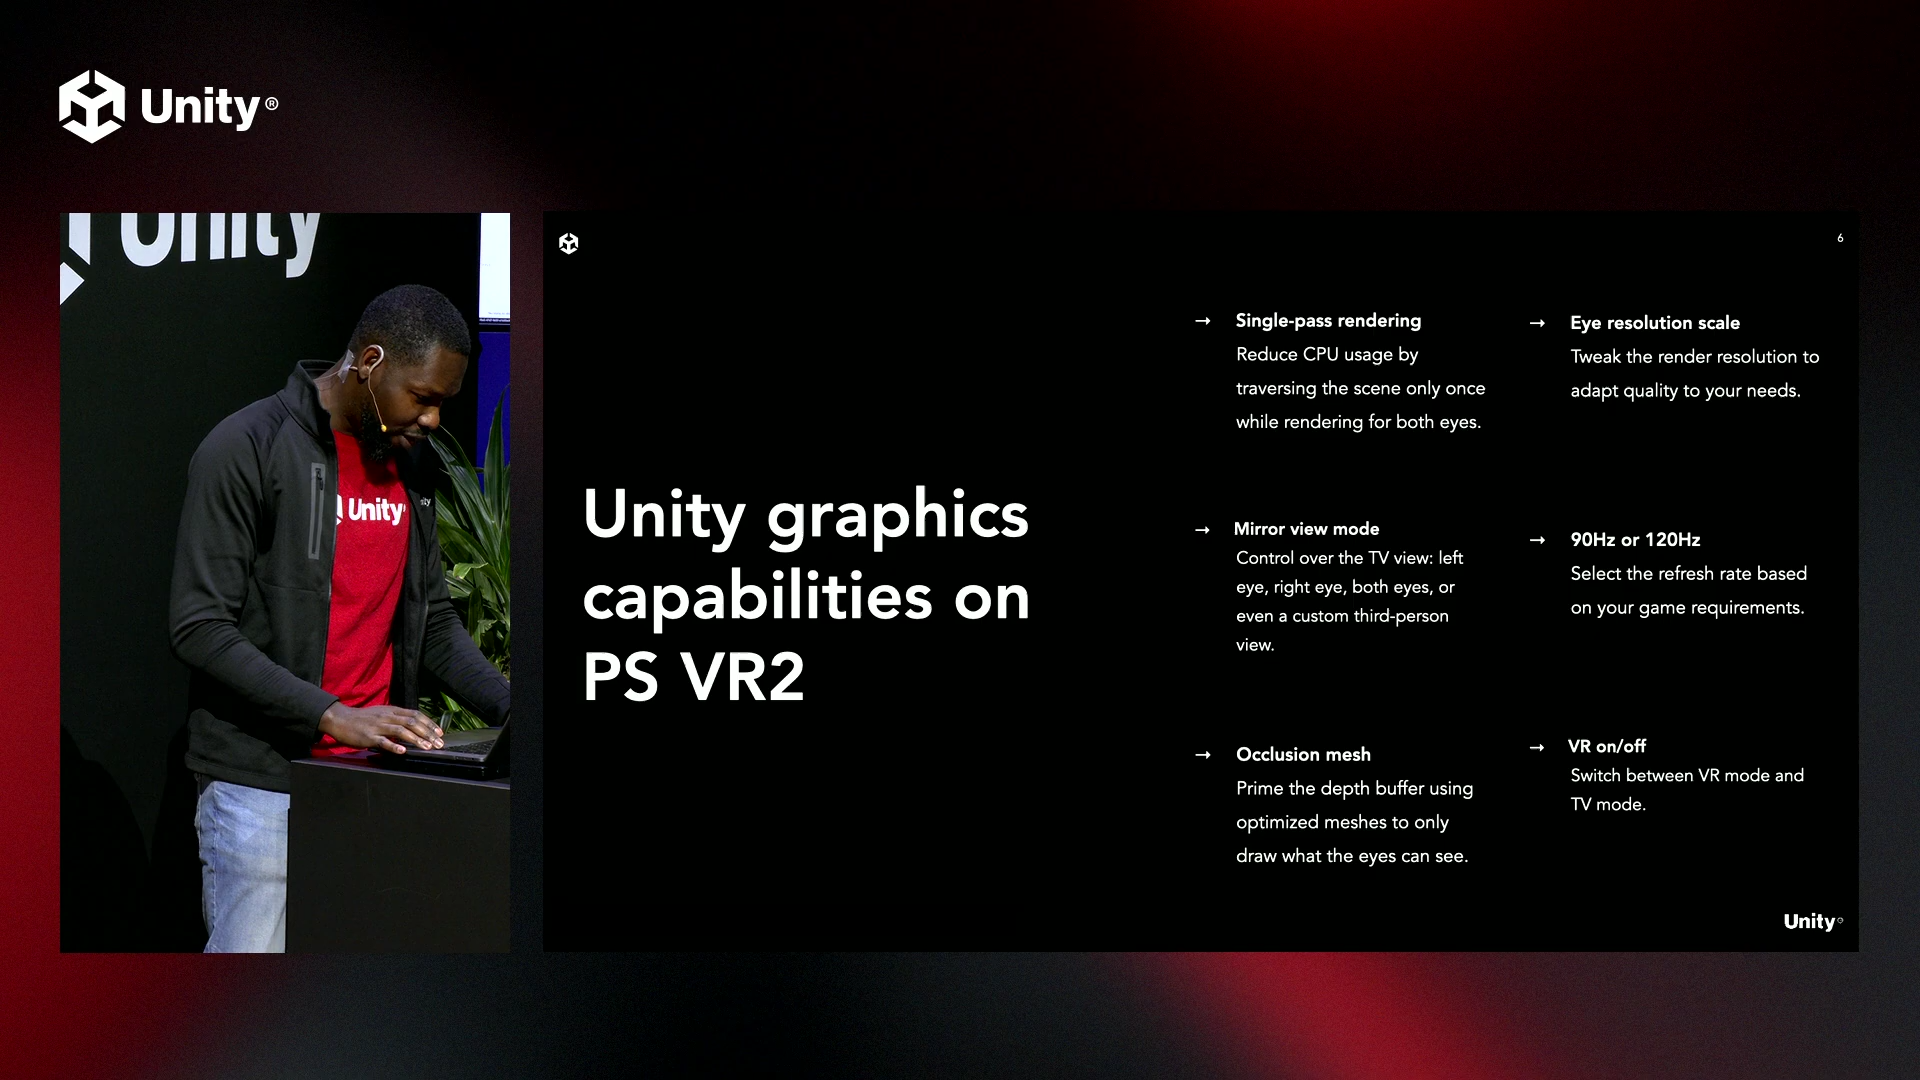 Unity®
Unity
Unity
6
Unity graphics
capabilities on
PS VR2
→ Single-pass rendering
Reduce CPU usage by
traversing the scene only once
while rendering for both eyes.
→ Mirror view mode
Control over the TV view: left
eye, right eye, both eyes, or
even a custom third-person
view.
→ Occlusion mesh
Prime the depth buffer using
optimized meshes to only
draw what the eyes can see.
→ Eye resolution scale
Tweak the render resolution to
adapt quality to your needs.
→ 90Hz or 120Hz
Select the refresh rate based
on your game requirements.
→ VR on/off
Switch between VR mode and
TV mode.
Unity®